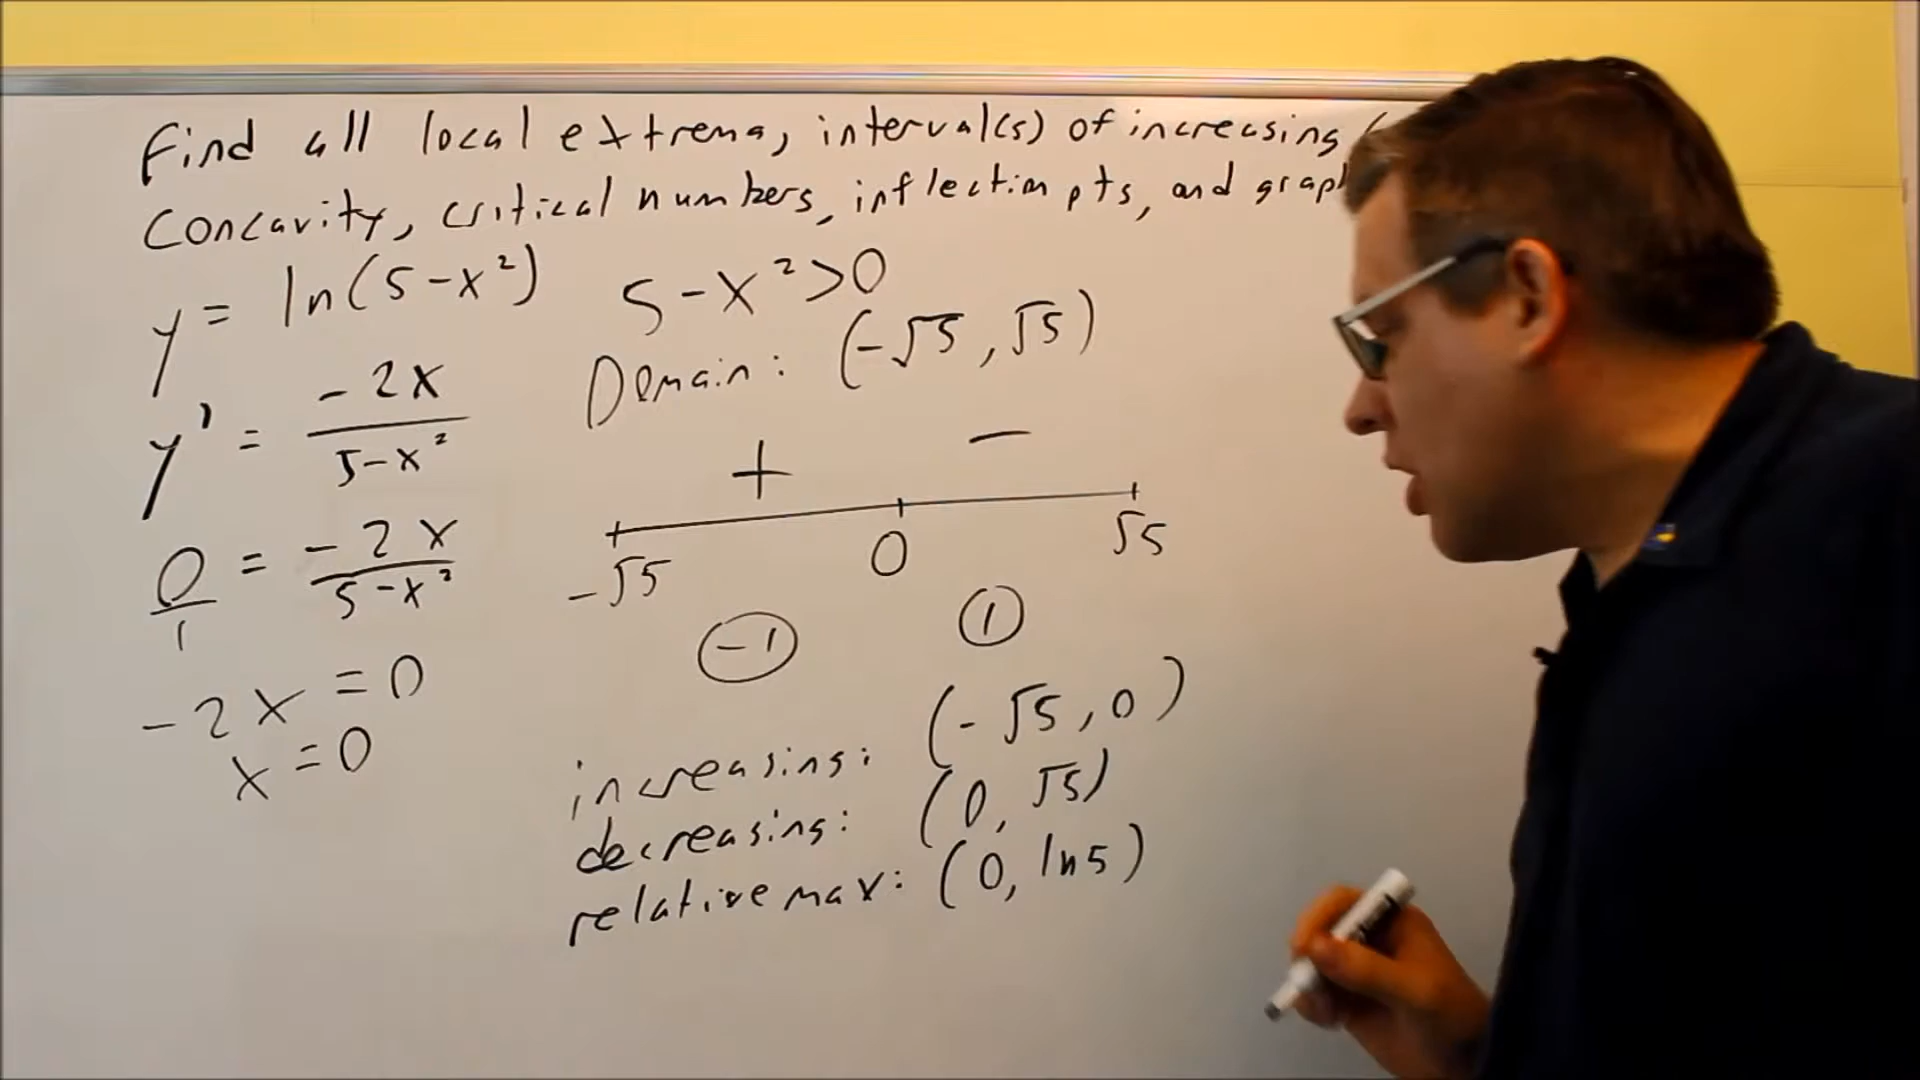 Find all local extrema, interval(s) of increasing
concavity, critical numbers, inflection pts, and graph
y = ln(5-x²)
y' = -2x / 5-x²
0/1 = -2x / 5-x²
-2x = 0
x = 0
5-x²>0
Domain: (-√5, √5)
+ −
-√5 0 √5
-1 1
increasing: (-√5, 0)
decreasing: (0, √5)
relative max: (0, ln5)